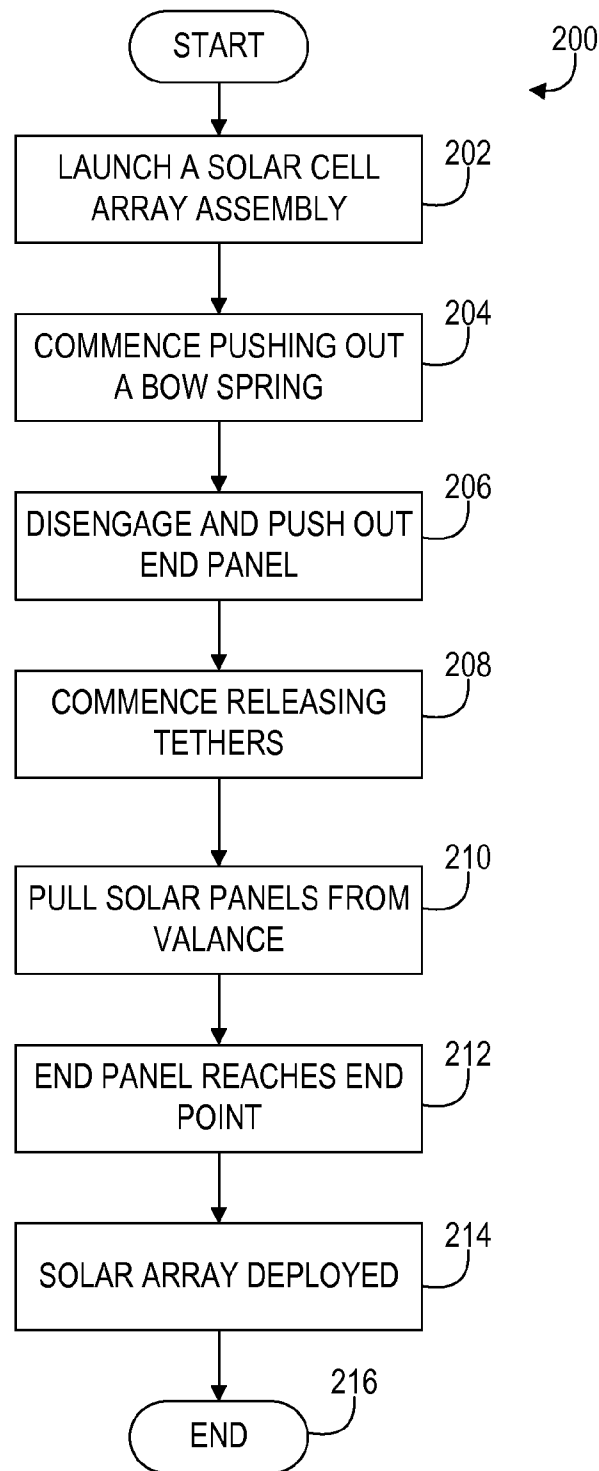 START
200
LAUNCH A SOLAR CELL
ARRAY ASSEMBLY
202
COMMENCE PUSHING OUT
A BOW SPRING
204
DISENGAGE AND PUSH OUT
END PANEL
206
COMMENCE RELEASING
TETHERS
208
PULL SOLAR PANELS FROM
VALANCE
210
END PANEL REACHES END
POINT
212
SOLAR ARRAY DEPLOYED
214
END
216